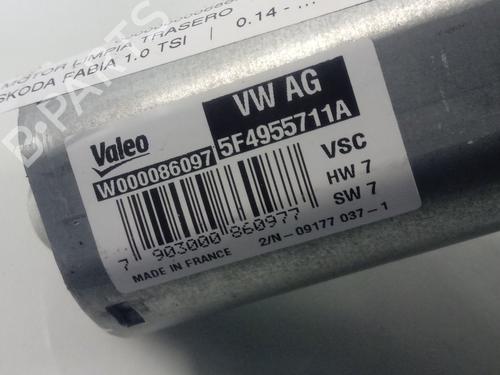 MOTOR LIMPIA TRASERO
SKODA FABIA 1.0 TSI | 0.14 - ...
Valeo
VW AG
W000086097
5F4955711A
VSC
HW 7
SW 7
7 903000 860977
MADE IN FRANCE
2/N - 09177 037-1